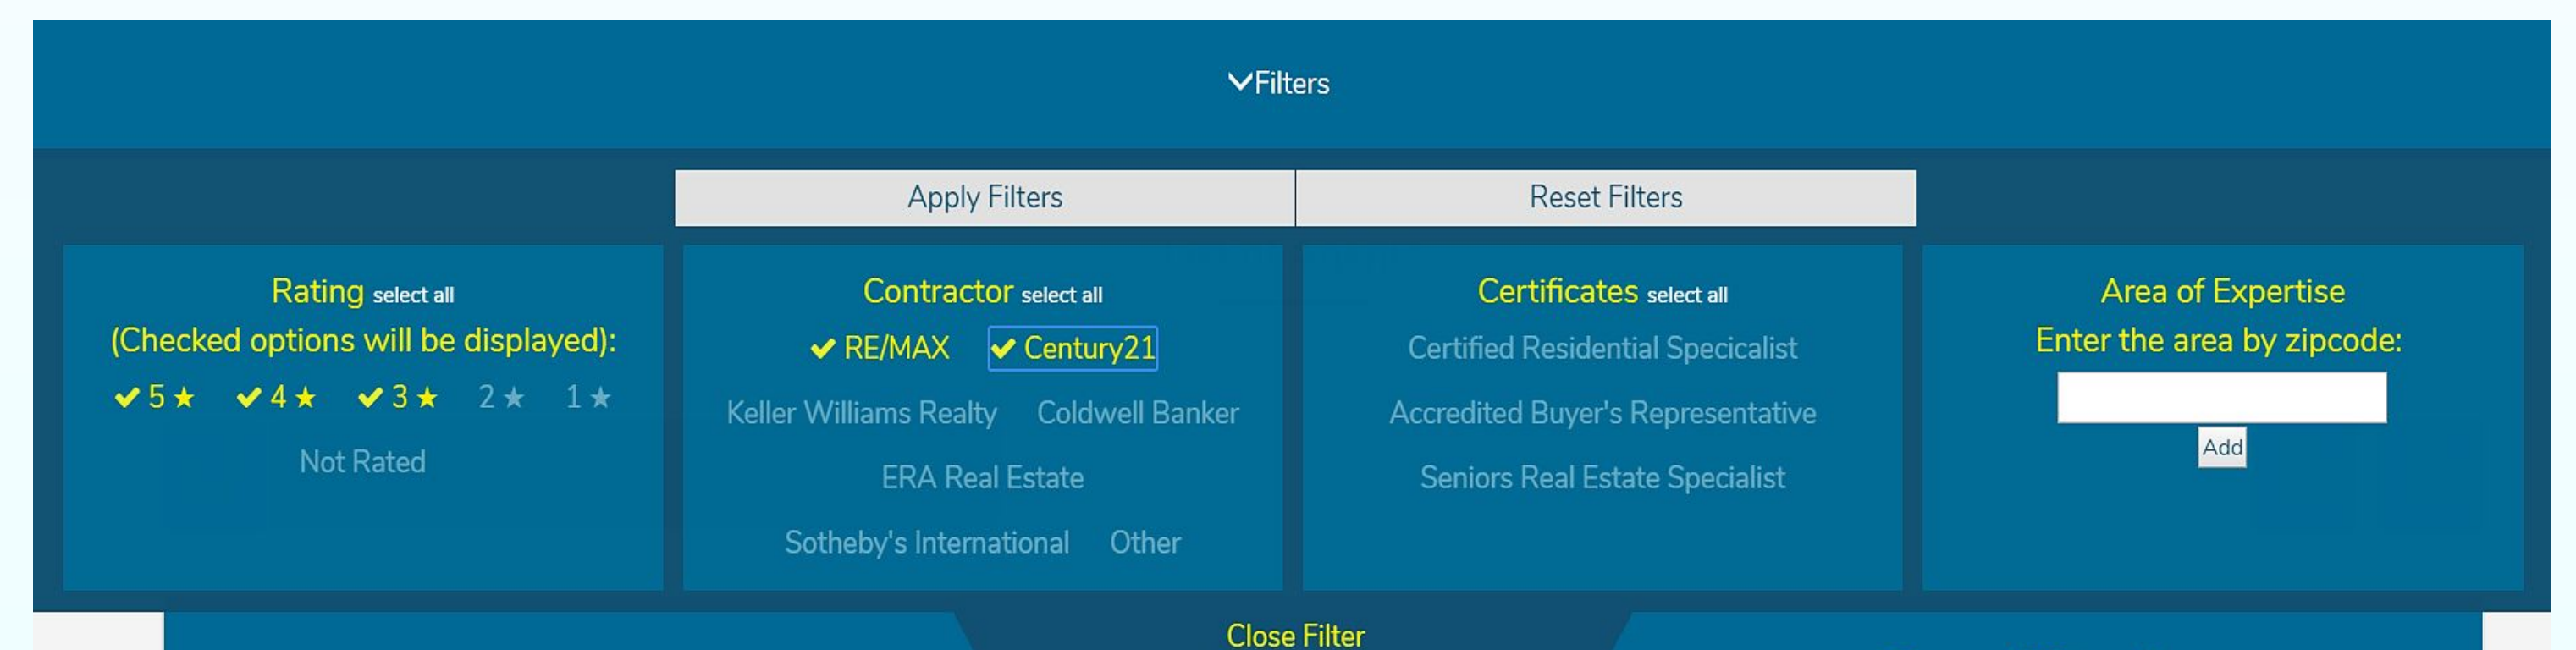 Filters
Apply Filters
Reset Filters
Rating select all
(Checked options will be displayed):
5 ★ 4 ★ 3 ★ 2 ★ 1 ★
Not Rated
Contractor select all
RE/MAX Century21
Keller Williams Realty Coldwell Banker
ERA Real Estate
Sotheby's International Other
Certificates select all
Certified Residential Specicalist
Accredited Buyer's Representative
Seniors Real Estate Specialist
Area of Expertise
Enter the area by zipcode:
Add
Close Filter